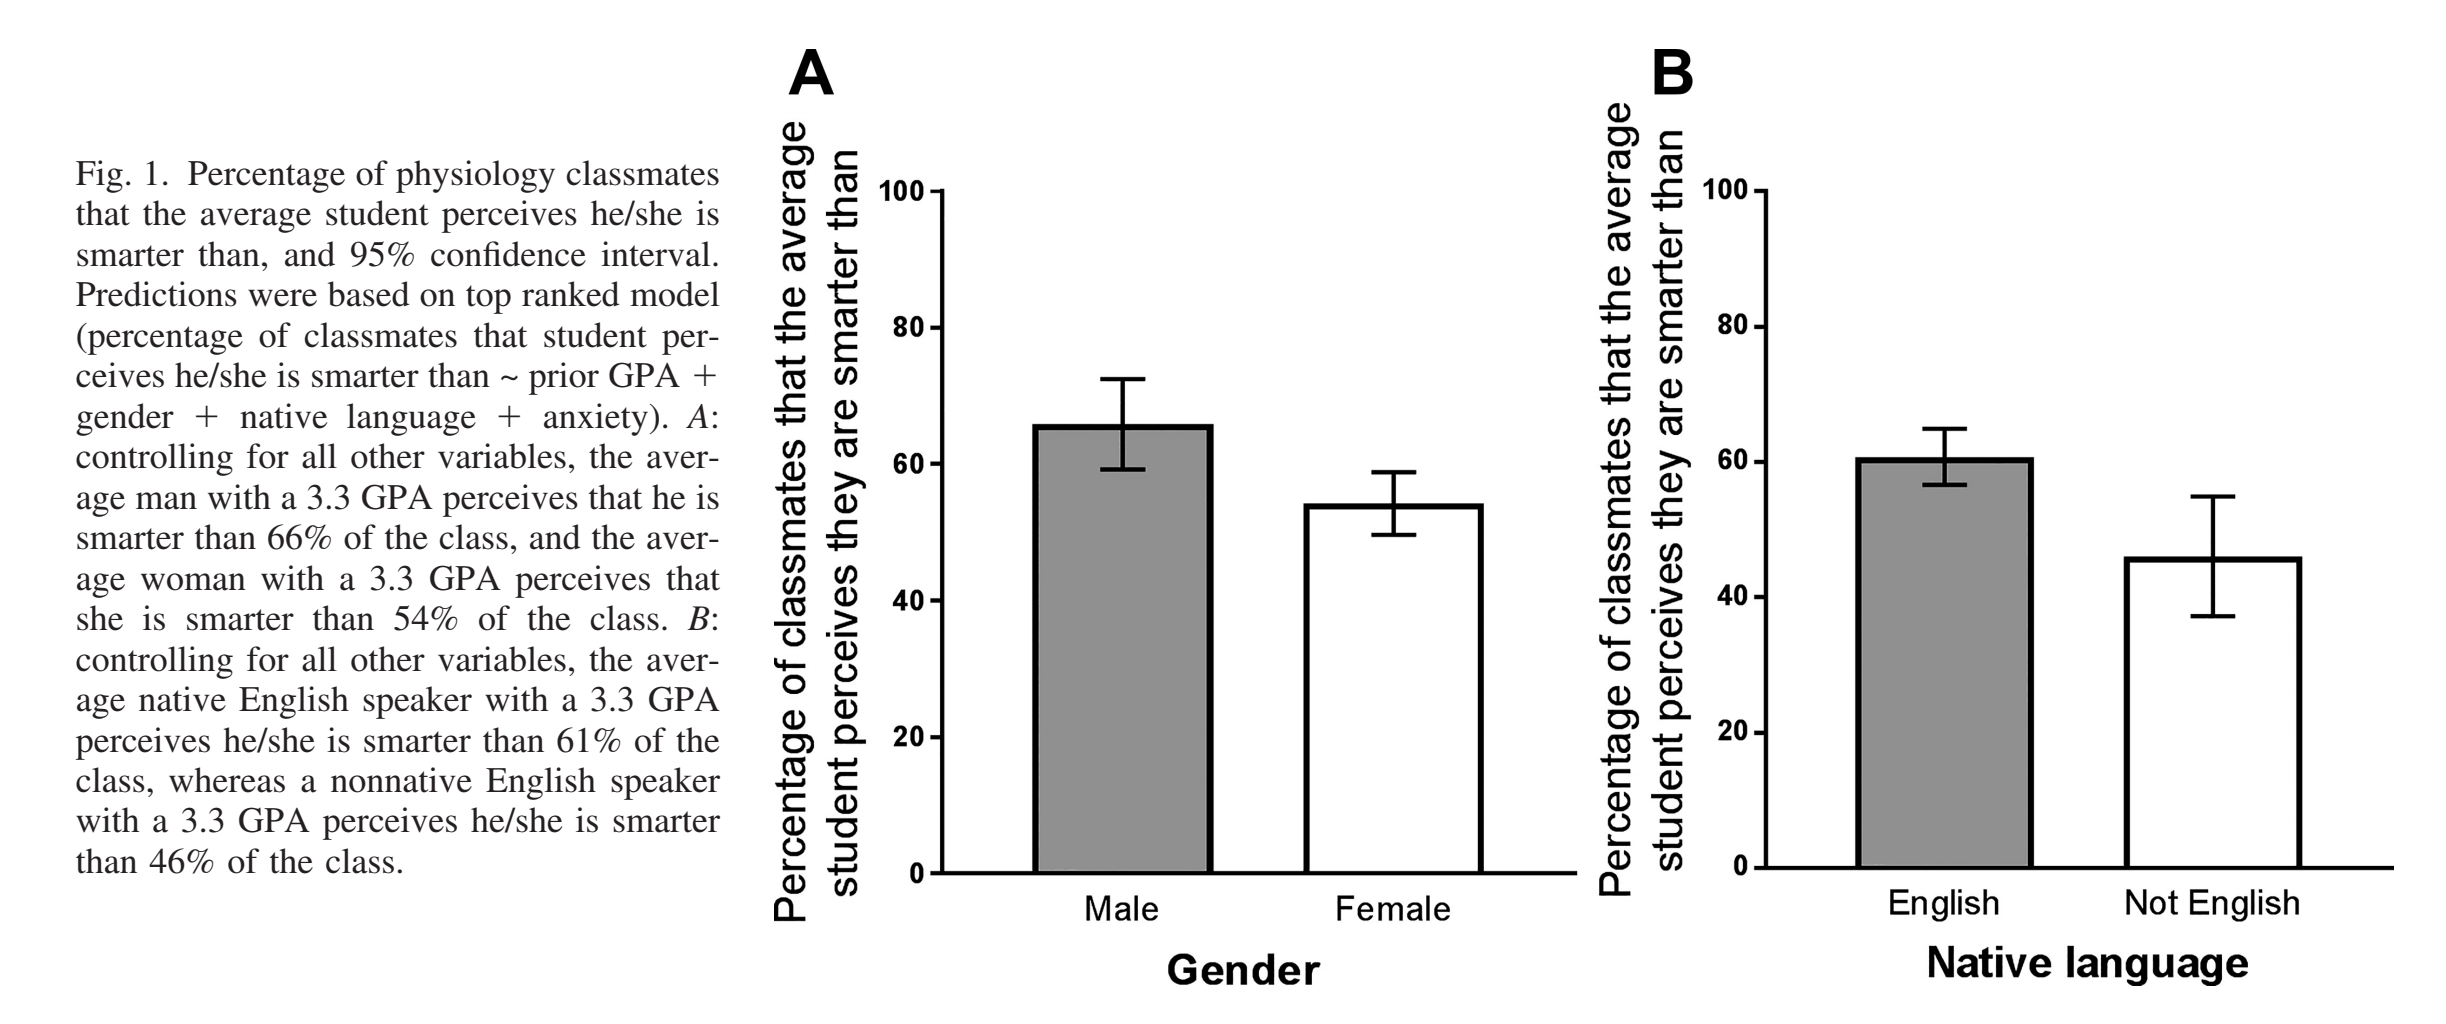 Fig. 1. Percentage of physiology classmates
that the average student perceives he/she is
smarter than, and 95% confidence interval.
Predictions were based on top ranked model
(percentage of classmates that student per-
ceives he/she is smarter than ~ prior GPA +
gender + native language + anxiety). A:
controlling for all other variables, the aver-
age man with a 3.3 GPA perceives that he is
smarter than 66% of the class, and the aver-
age woman with a 3.3 GPA perceives that
she is smarter than 54% of the class. B:
controlling for all other variables, the aver-
age native English speaker with a 3.3 GPA
perceives he/she is smarter than 61% of the
class, whereas a nonnative English speaker
with a 3.3 GPA perceives he/she is smarter
than 46% of the class.
A
Percentage of classmates that the average
student perceives they are smarter than
100
80
60
40
20
0
Male Female
Gender
B
Percentage of classmates that the average
student perceives they are smarter than
100
80
60
40
20
0
English Not English
Native language